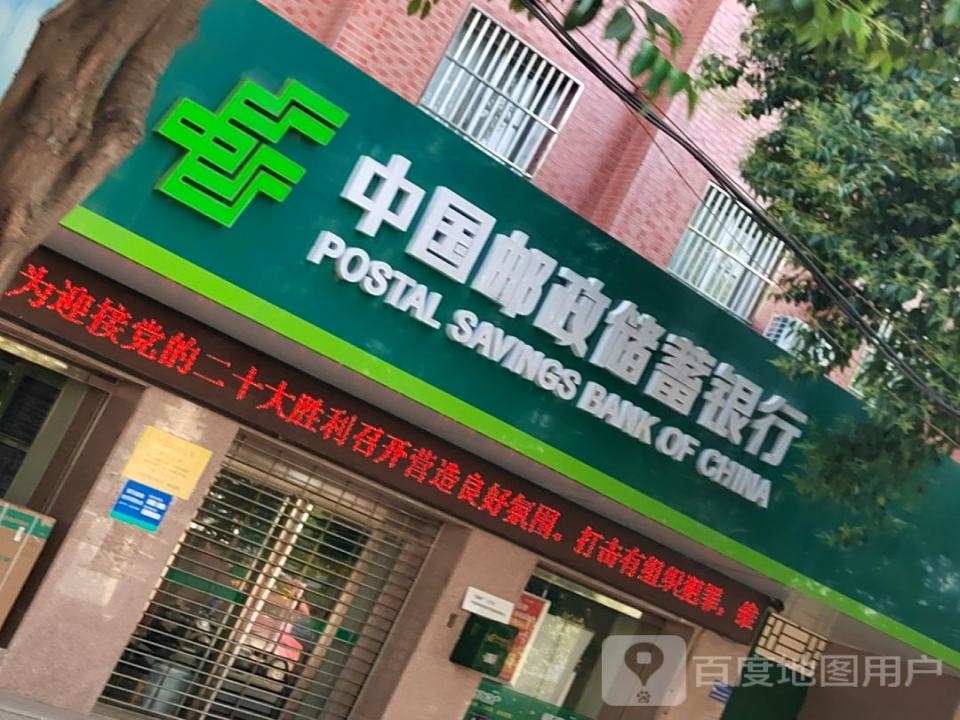 中国邮政储蓄银行
POSTAL SAVINGS BANK OF CHINA
为迎接党的二十大胜利召开营造良好氛围。打击有组织犯罪，维
百度地图用户